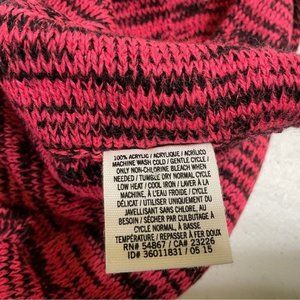 100% ACRYLIC / ACRYLIQUE / ACRÍLICO
MACHINE WASH COLD / GENTLE CYCLE /
ONLY NON-CHLORINE BLEACH WHEN
NEEDED / TUMBLE DRY NORMAL CYCLE
LOW HEAT / COOL IRON / LAVER À LA
MACHINE, À L'EAU FROIDE / CYCLE
DÉLICAT / UTILISER UNIQUEMENT DU
JAVELLISANT SANS CHLORE, AU
BESOIN / SÉCHER PAR CULBUTAGE À
CYCLE NORMAL, À BASSE
TEMPÉRATURE / REPASSER À FER DOUX
RN# 54867 / CA# 23226
ID# 36011831 / 05 15